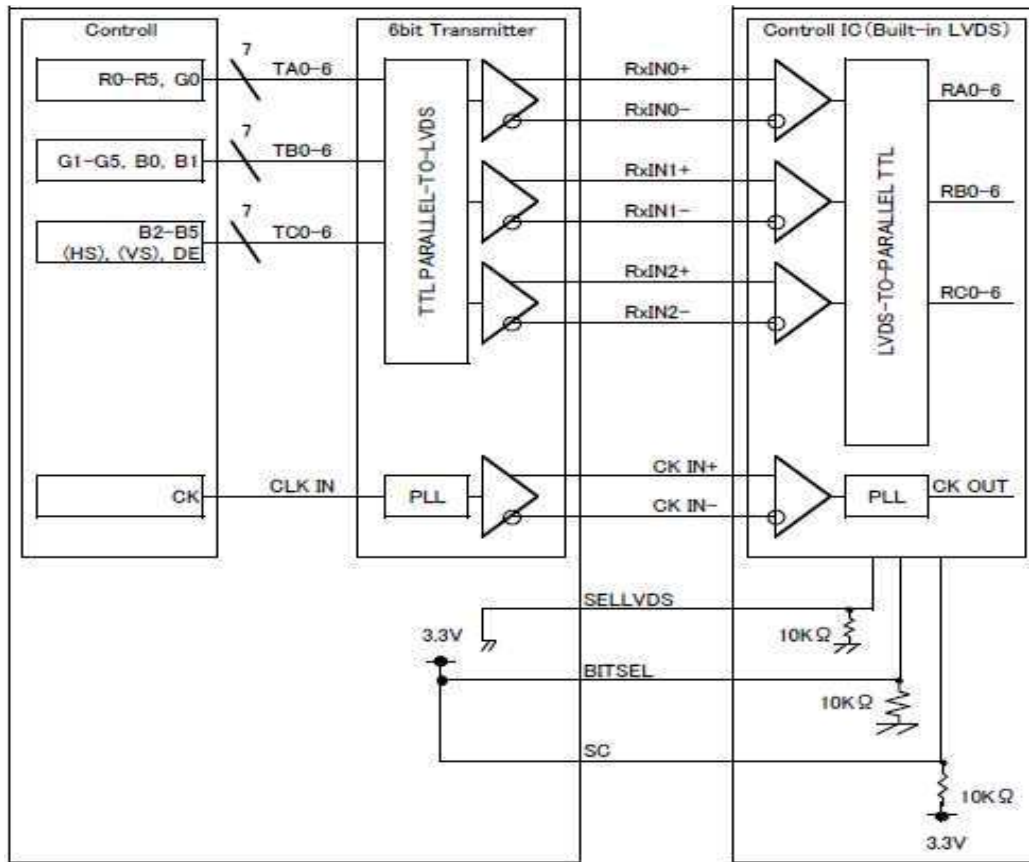 Controll
6bit Transmitter
Controll IC(Built-in LVDS)
R0-R5, G0
7
TA0-6
RxIN0+
RxIN0-
RA0-6
G1-G5, B0, B1
7
TB0-6
RxIN1+
RxIN1-
RB0-6
B2-B5
(HS), (VS), DE
7
TC0-6
RxIN2+
RxIN2-
RC0-6
TTL PARALLEL-TO-LVDS
LVDS-TO-PARALLEL TTL
CK
CLK IN
PLL
CK IN+
CK IN-
PLL
CK OUT
SELLVDS
10KΩ
3.3V
BITSEL
10KΩ
SC
10KΩ
3.3V